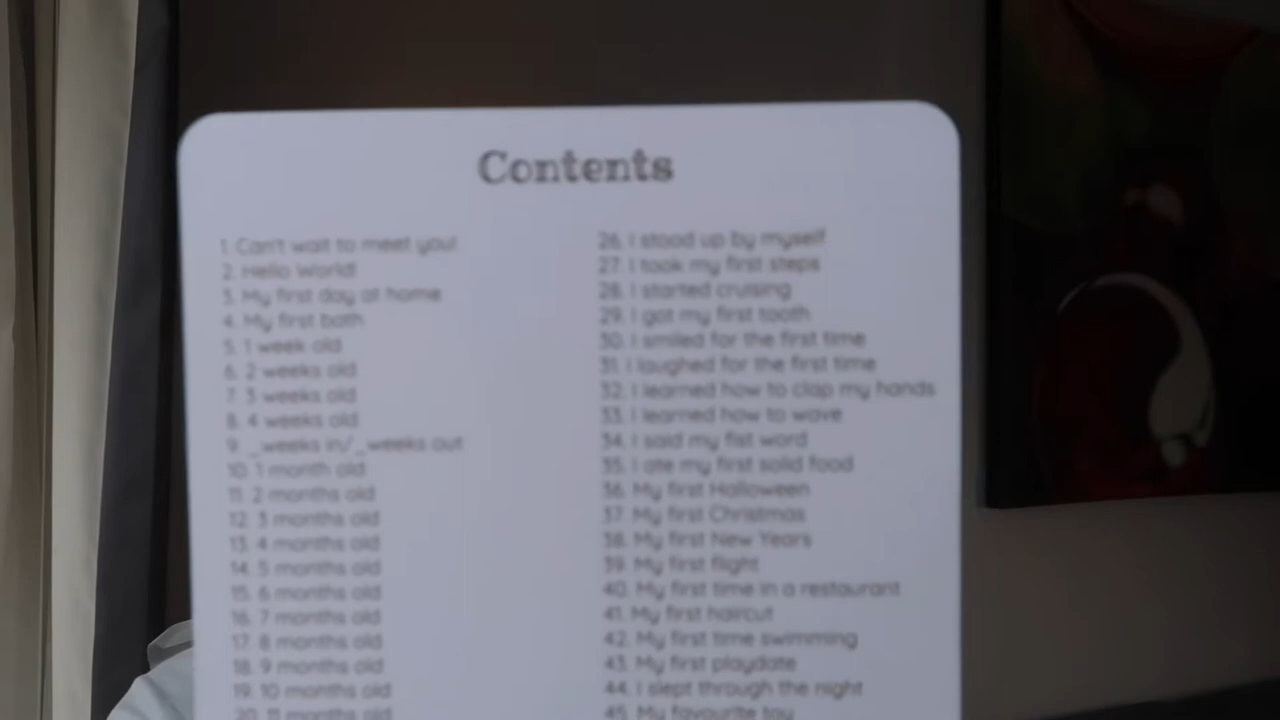 Contents
1. Can't wait to meet you!
2. Hello World!
3. My first day at home
4. My first bath
5. 1 week old
6. 2 weeks old
7. 3 weeks old
8. 4 weeks old
9. _weeks in/_weeks out
10. 1 month old
11. 2 months old
12. 3 months old
13. 4 months old
14. 5 months old
15. 6 months old
16. 7 months old
17. 8 months old
18. 9 months old
19. 10 months old
20. 11 months old
26. I stood up by myself
27. I took my first steps
28. I started cruising
29. I got my first tooth
30. I smiled for the first time
31. I laughed for the first time
32. I learned how to clap my hands
33. I learned how to wave
34. I said my fist word
35. I ate my first solid food
36. My first Halloween
37. My first Christmas
38. My first New Years
39. My first flight
40. My first time in a restaurant
41. My first haircut
42. My first time swimming
43. My first playdate
44. I slept through the night
45. My favourite toy